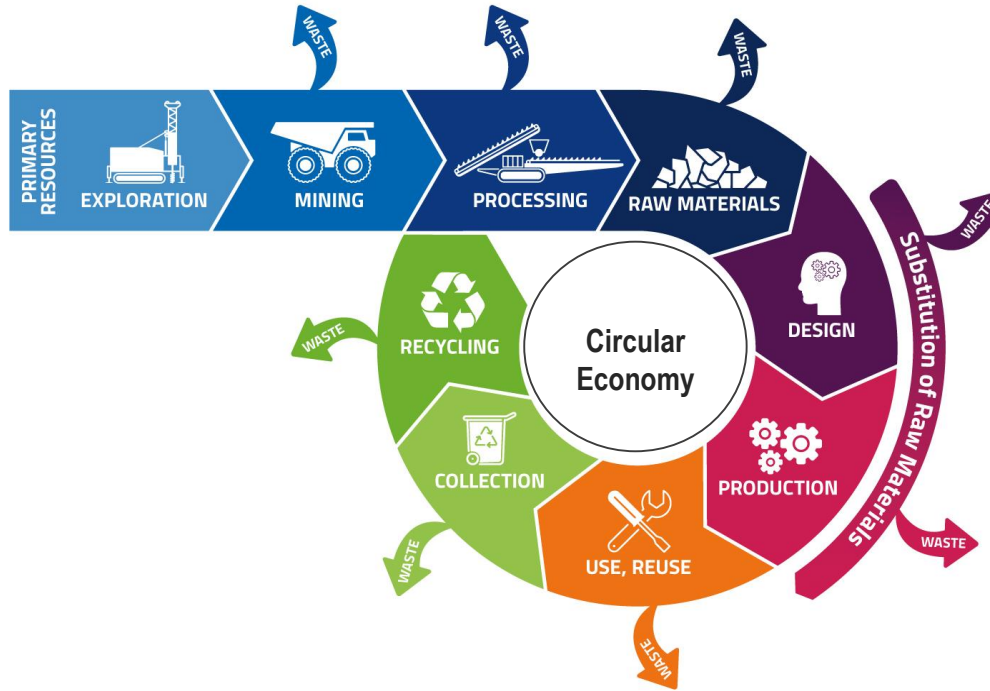 WASTE
WASTE
WASTE
PRIMARY
RESOURCES
EXPLORATION
MINING
PROCESSING
RAW MATERIALS
WASTE
Substitution of Raw Materials
DESIGN
WASTE
RECYCLING
Circular
Economy
COLLECTION
PRODUCTION
WASTE
WASTE
USE, REUSE
WASTE